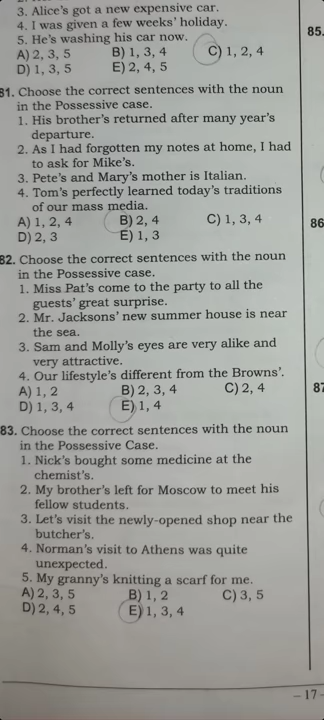 3. Alice's got a new expensive car.
4. I was given a few weeks' holiday.
5. He's washing his car now.
A) 2, 3, 5 B) 1, 3, 4 C) 1, 2, 4
D) 1, 3, 5 E) 2, 4, 5
81. Choose the correct sentences with the noun
in the Possessive case.
1. His brother's returned after many year's
departure.
2. As I had forgotten my notes at home, I had
to ask for Mike's.
3. Pete's and Mary's mother is Italian.
4. Tom's perfectly learned today's traditions
of our mass media.
A) 1, 2, 4 B) 2, 4 C) 1, 3, 4
D) 2, 3 E) 1, 3
82. Choose the correct sentences with the noun
in the Possessive case.
1. Miss Pat's come to the party to all the
guests' great surprise.
2. Mr. Jacksons' new summer house is near
the sea.
3. Sam and Molly's eyes are very alike and
very attractive.
4. Our lifestyle's different from the Browns'.
A) 1, 2 B) 2, 3, 4 C) 2, 4
D) 1, 3, 4 E) 1, 4
83. Choose the correct sentences with the noun
in the Possessive Case.
1. Nick's bought some medicine at the
chemist's.
2. My brother's left for Moscow to meet his
fellow students.
3. Let's visit the newly-opened shop near the
butcher's.
4. Norman's visit to Athens was quite
unexpected.
5. My granny's knitting a scarf for me.
A) 2, 3, 5 B) 1, 2 C) 3, 5
D) 2, 4, 5 E) 1, 3, 4
85.
86
87
– 17 –